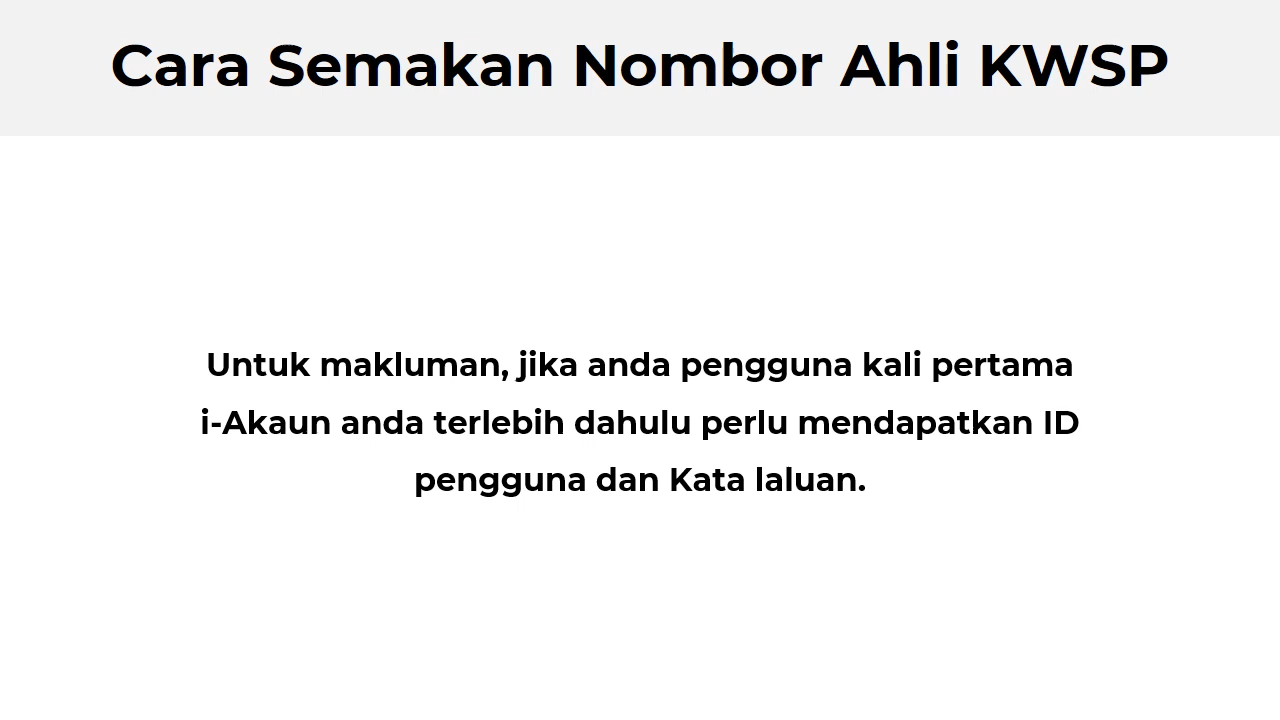 Cara Semakan Nombor Ahli KWSP
Untuk makluman, jika anda pengguna kali pertama
i-Akaun anda terlebih dahulu perlu mendapatkan ID
pengguna dan Kata laluan.